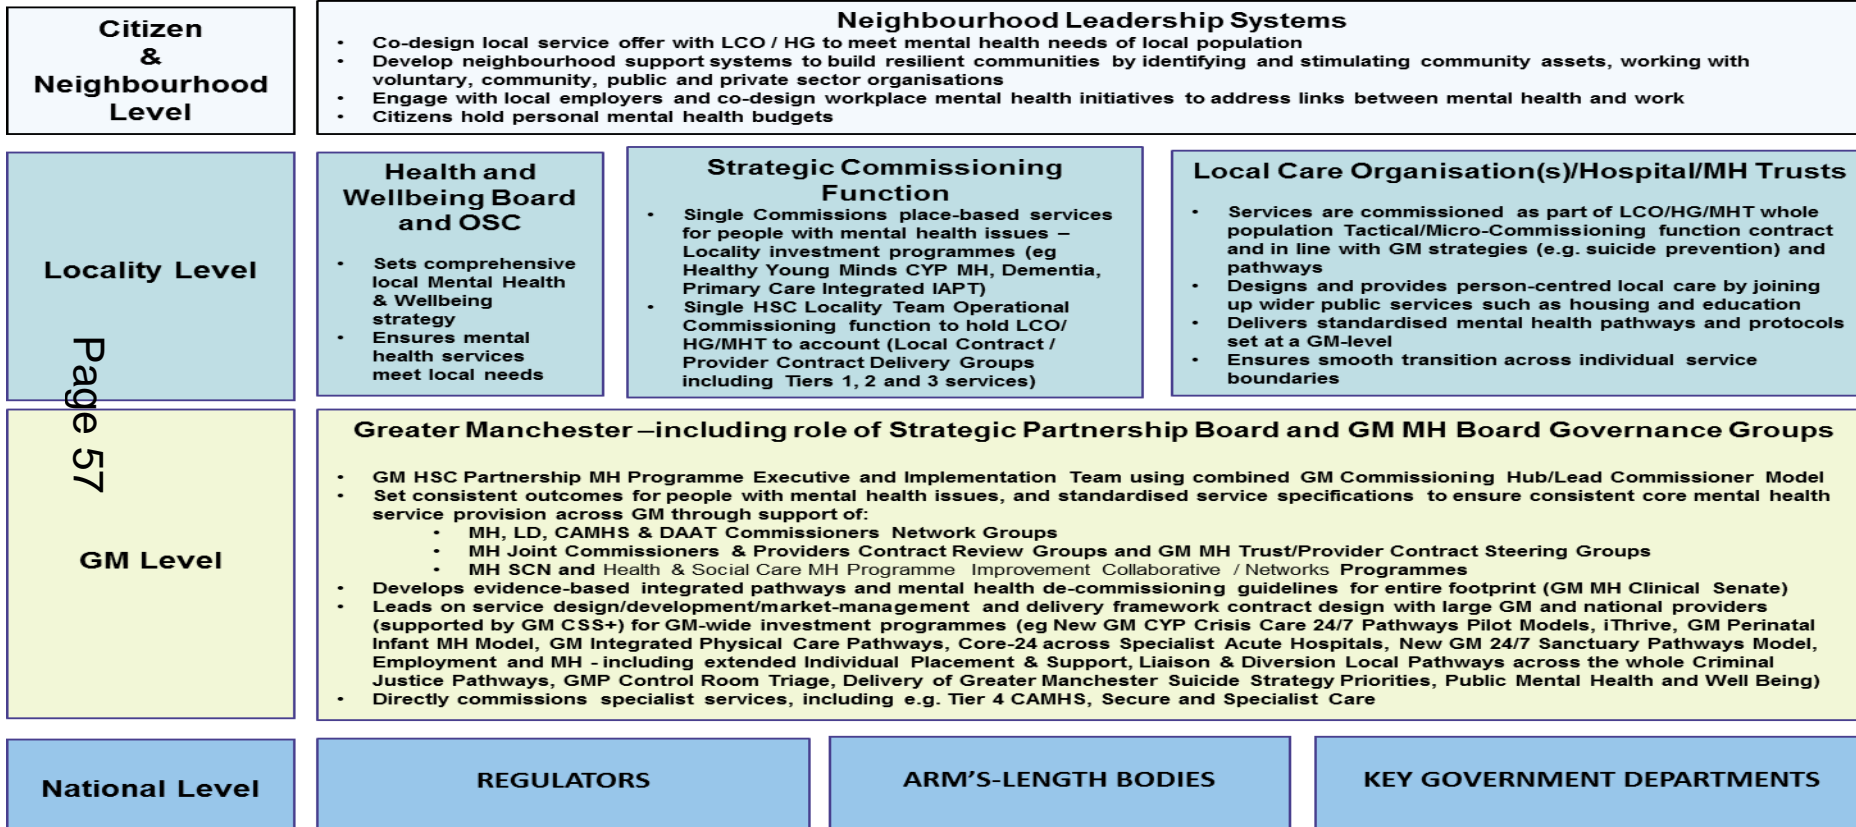 Citizen
&
Neighbourhood
Level
Neighbourhood Leadership Systems
• Co-design local service offer with LCO / HG to meet mental health needs of local population
• Develop neighbourhood support systems to build resilient communities by identifying and stimulating community assets, working with
voluntary, community, public and private sector organisations
• Engage with local employers and co-design workplace mental health initiatives to address links between mental health and work
• Citizens hold personal mental health budgets
Locality Level
Health and
Wellbeing Board
and OSC
• Sets comprehensive
local Mental Health
& Wellbeing
strategy
• Ensures mental
health services
meet local needs
Strategic Commissioning
Function
• Single Commissions place-based services
for people with mental health issues –
Locality investment programmes (eg
Healthy Young Minds CYP MH, Dementia,
Primary Care Integrated IAPT)
• Single HSC Locality Team Operational
Commissioning function to hold LCO/
HG/MHT to account (Local Contract /
Provider Contract Delivery Groups
including Tiers 1, 2 and 3 services)
Local Care Organisation(s)/Hospital/MH Trusts
• Services are commissioned as part of LCO/HG/MHT whole
population Tactical/Micro-Commissioning function contract
and in line with GM strategies (e.g. suicide prevention) and
pathways
• Designs and provides person-centred local care by joining
up wider public services such as housing and education
• Delivers standardised mental health pathways and protocols
set at a GM-level
• Ensures smooth transition across individual service
boundaries
Page 57
GM Level
Greater Manchester –including role of Strategic Partnership Board and GM MH Board Governance Groups
• GM HSC Partnership MH Programme Executive and Implementation Team using combined GM Commissioning Hub/Lead Commissioner Model
• Set consistent outcomes for people with mental health issues, and standardised service specifications to ensure consistent core mental health
service provision across GM through support of:
• MH, LD, CAMHS & DAAT Commissioners Network Groups
• MH Joint Commissioners & Providers Contract Review Groups and GM MH Trust/Provider Contract Steering Groups
• MH SCN and Health & Social Care MH Programme Improvement Collaborative / Networks Programmes
• Develops evidence-based integrated pathways and mental health de-commissioning guidelines for entire footprint (GM MH Clinical Senate)
• Leads on service design/development/market-management and delivery framework contract design with large GM and national providers
(supported by GM CSS+) for GM-wide investment programmes (eg New GM CYP Crisis Care 24/7 Pathways Pilot Models, iThrive, GM Perinatal
Infant MH Model, GM Integrated Physical Care Pathways, Core-24 across Specialist Acute Hospitals, New GM 24/7 Sanctuary Pathways Model,
Employment and MH - including extended Individual Placement & Support, Liaison & Diversion Local Pathways across the whole Criminal
Justice Pathways, GMP Control Room Triage, Delivery of Greater Manchester Suicide Strategy Priorities, Public Mental Health and Well Being)
• Directly commissions specialist services, including e.g. Tier 4 CAMHS, Secure and Specialist Care
National Level
REGULATORS
ARM'S-LENGTH BODIES
KEY GOVERNMENT DEPARTMENTS